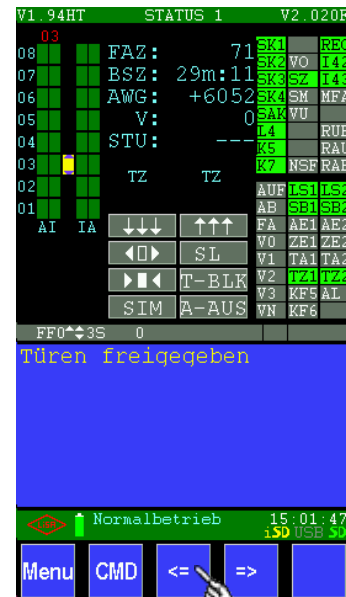 V1.94HT STATUS 1 V2.020
03
08 FAZ: 71 SK1 REC
07 BSZ: 29m:11 SK2 VO I42
SK3 SZ I43
06 AWG: +6052 SK4 SM MFA
05 V: 0 SAK VU
04 STU: --- L4 RUE
K5 RAU
03 TZ TZ K7 NSF RAB
02 AUF LS1 LS2
01 AB SB1 SB2
AI IA ↓↓↓ ↑↑↑ FA AE1 AE2
V0 ZE1 ZE2
SL V1 TA1 TA2
T-BLK V2 TZ1 TZ2
V3 KF5 AL
SIM A-AUS VN KF6
FF0 3S 0
Türen freigegeben
Normalbetrieb 15:01:47
iSD USB SD
Menu CMD <= =>